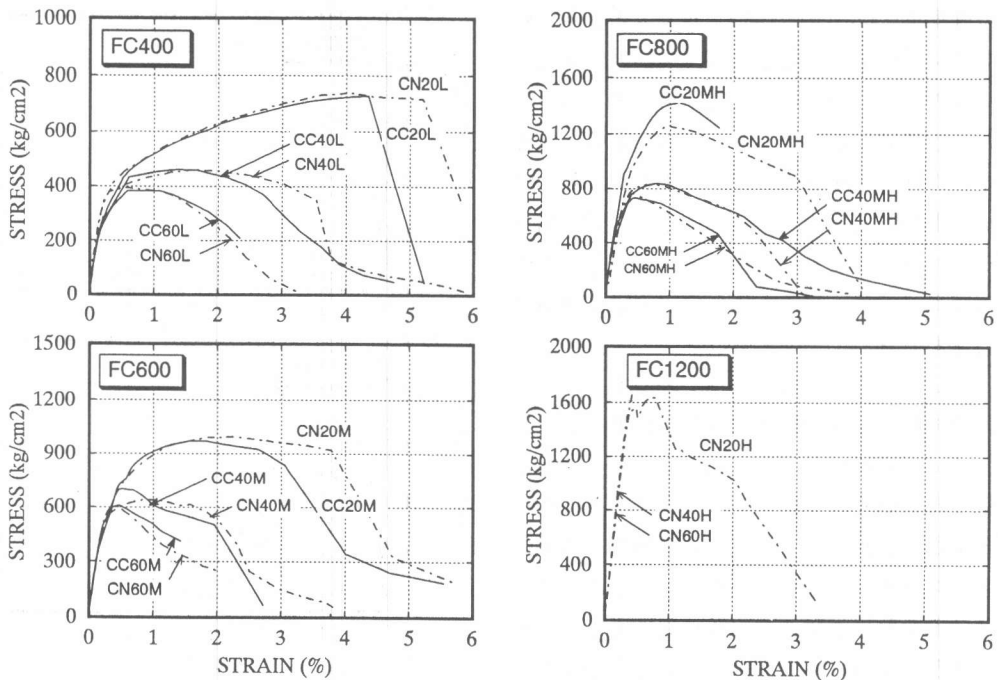 FC400
STRESS (kg/cm2)
1000
800
600
400
200
0
0 1 2 3 4 5 6
CN20L
CC20L
CC40L
CN40L
CC60L
CN60L
FC800
STRESS (kg/cm2)
2000
1600
1200
800
400
0
0 1 2 3 4 5 6
CC20MH
CN20MH
CC40MH
CN40MH
CC60MH
CN60MH
FC600
STRESS (kg/cm2)
1500
1200
900
600
300
0
0 1 2 3 4 5 6
STRAIN (%)
CN20M
CC40M
CN40M
CC20M
CC60M
CN60M
FC1200
STRESS (kg/cm2)
2000
1600
1200
800
400
0
0 1 2 3 4 5 6
STRAIN (%)
CN20H
CN40H
CN60H